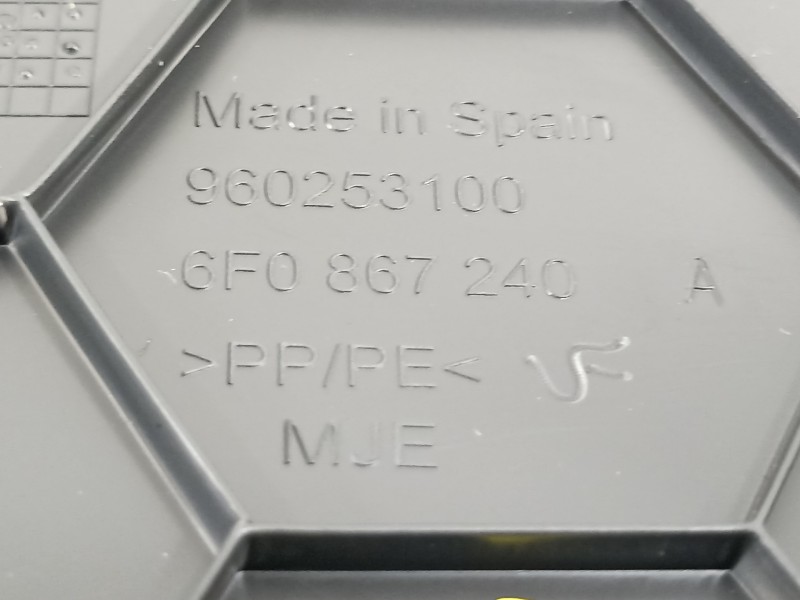 Made in Spain
960253100
6F0 867 240 A
>PP/PE<
MJE